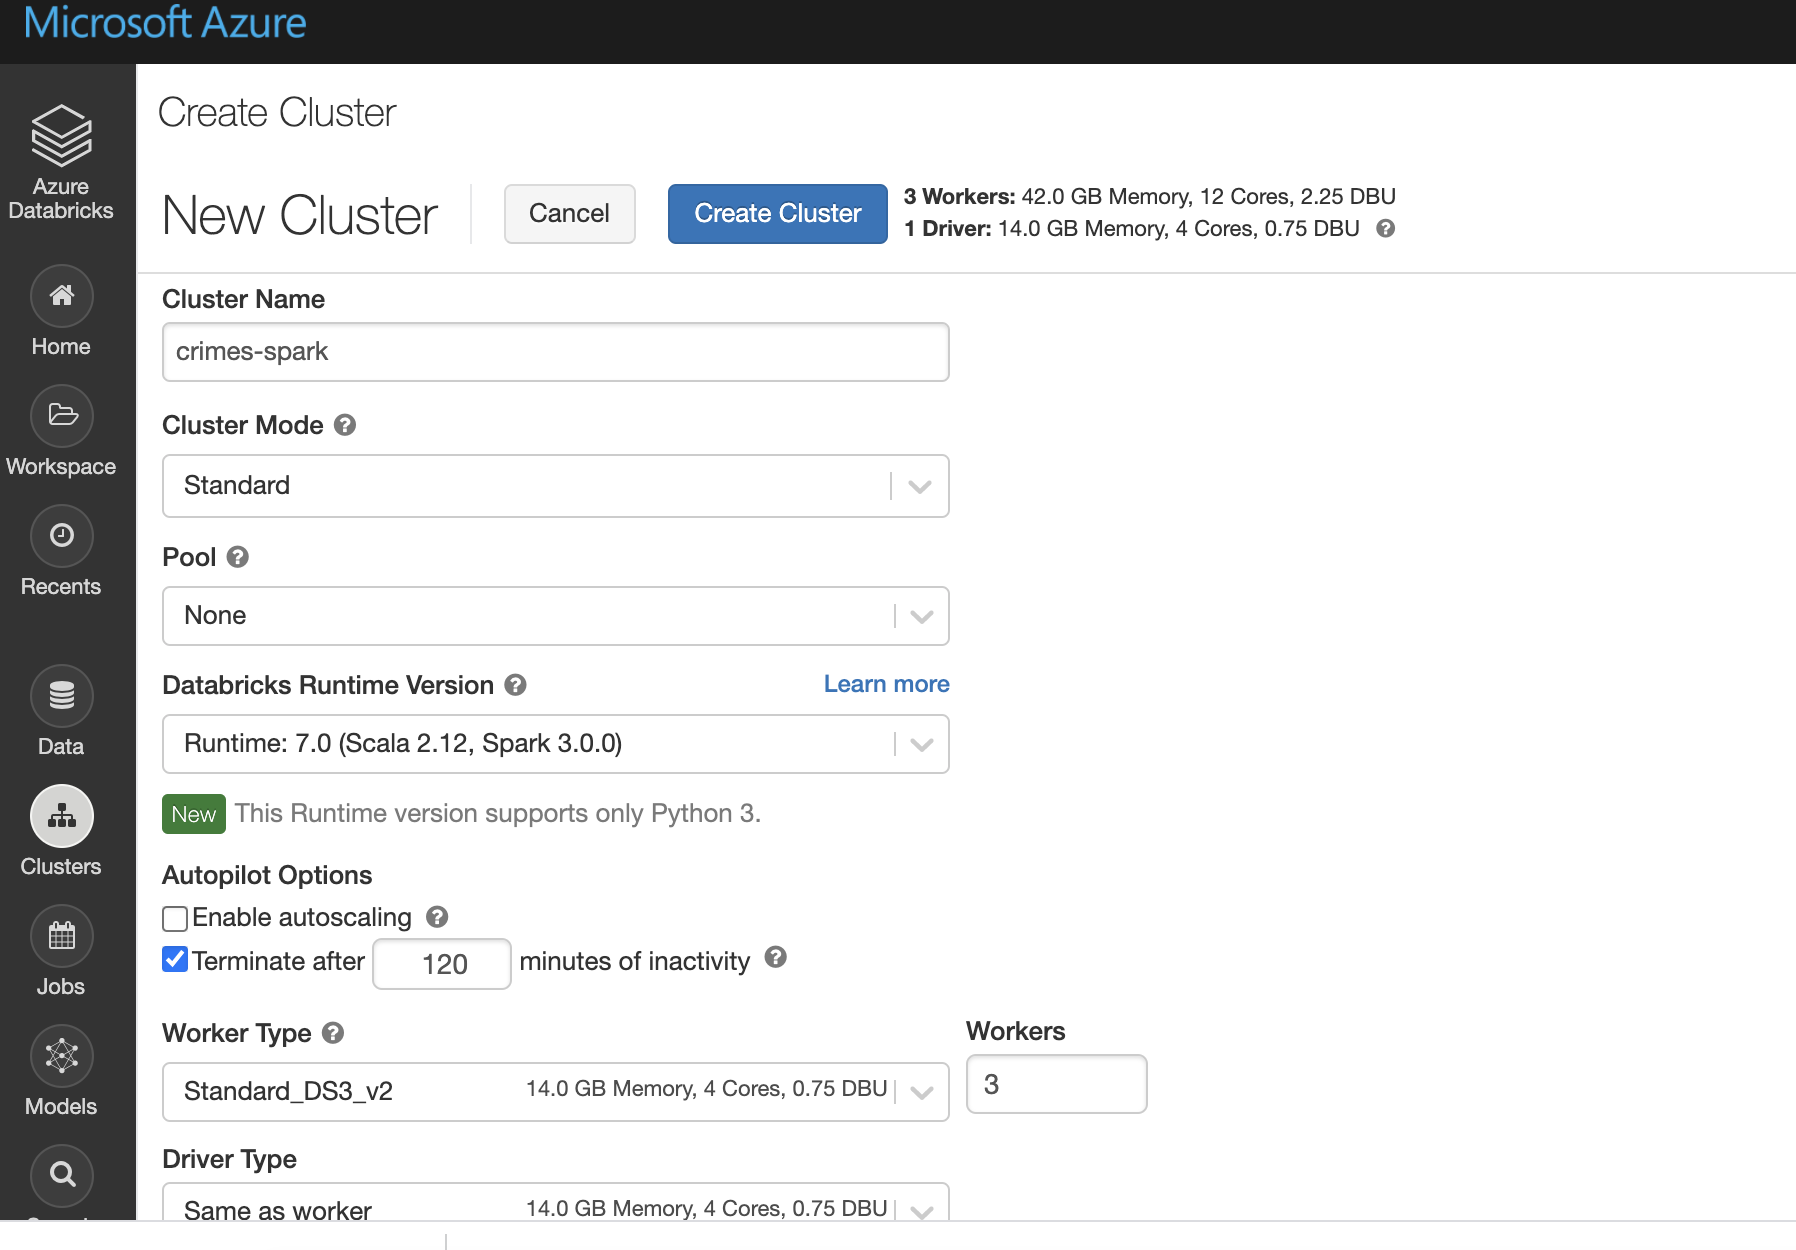 Microsoft Azure
Azure
Databricks
Home
Workspace
Recents
Data
Clusters
Jobs
Models
Create Cluster
New Cluster
Cancel
Create Cluster
3 Workers: 42.0 GB Memory, 12 Cores, 2.25 DBU
1 Driver: 14.0 GB Memory, 4 Cores, 0.75 DBU
Cluster Name
crimes-spark
Cluster Mode
Standard
Pool
None
Databricks Runtime Version
Learn more
Runtime: 7.0 (Scala 2.12, Spark 3.0.0)
New This Runtime version supports only Python 3.
Autopilot Options
Enable autoscaling
Terminate after 120 minutes of inactivity
Worker Type
Workers
Standard_DS3_v2 14.0 GB Memory, 4 Cores, 0.75 DBU
3
Driver Type
Same as worker 14.0 GB Memory, 4 Cores, 0.75 DBU